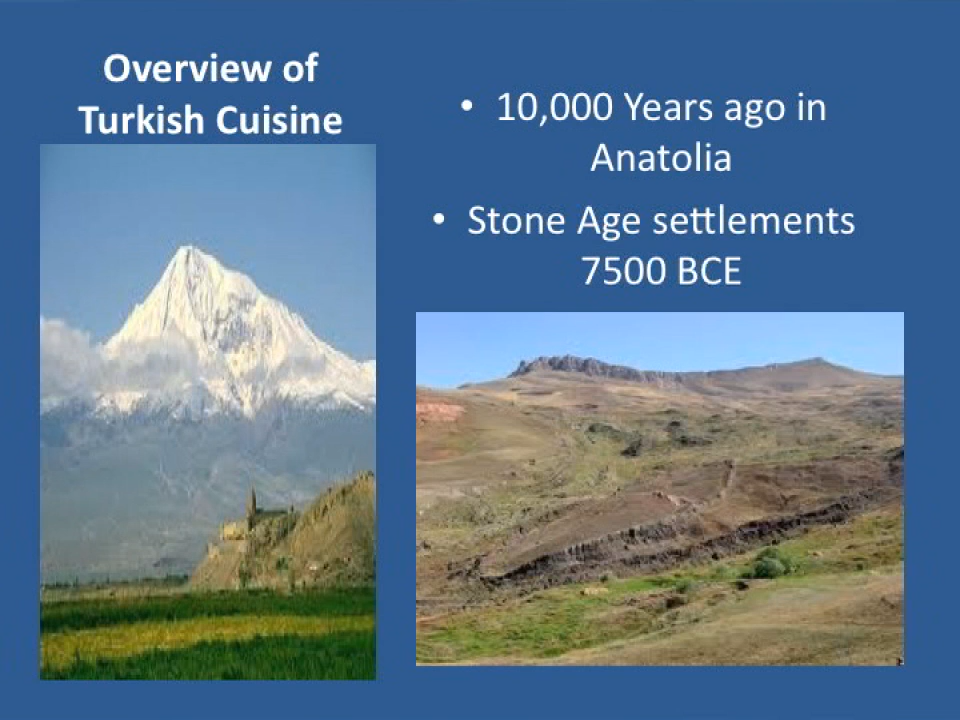 Overview of
Turkish Cuisine
• 10,000 Years ago in
Anatolia
• Stone Age settlements
7500 BCE